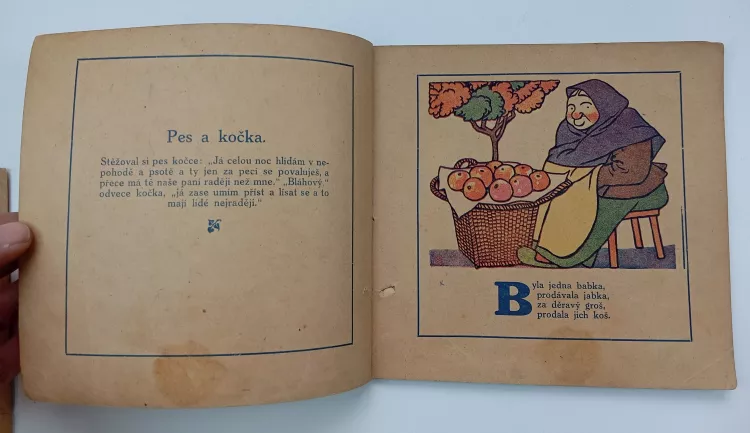 Pes a kočka.
Stěžoval si pes kočce: „Já celou noc hlídám v ne-
pohodě a psotě a ty jen za pecí se povaluješ, a
přece má tě naše paní raději než mne.“ „Bláhový“
odvece kočka, „já zase umím příst a lísat se a to
mají lidé nejraději.“
Byla jedna babka,
prodávala jabka,
za děravý groš,
prodala jich koš.